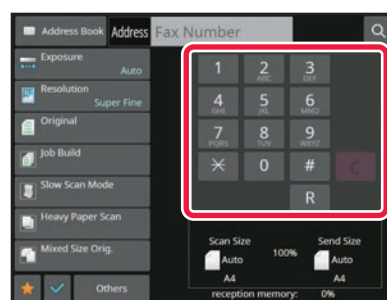 Address Book Address Fax Number
Exposure
Auto
Resolution
Super Fine
Original
Job Build
Slow Scan Mode
Heavy Paper Scan
Mixed Size Orig.
Others
1 2 3
ABC DEF
4 5 6
GHI JKL MNO
7 8 9
PQRS TUV WXYZ
* 0 # C
R
Scan Size Send Size
Auto 100% Auto
A4 A4
reception memory: 0%